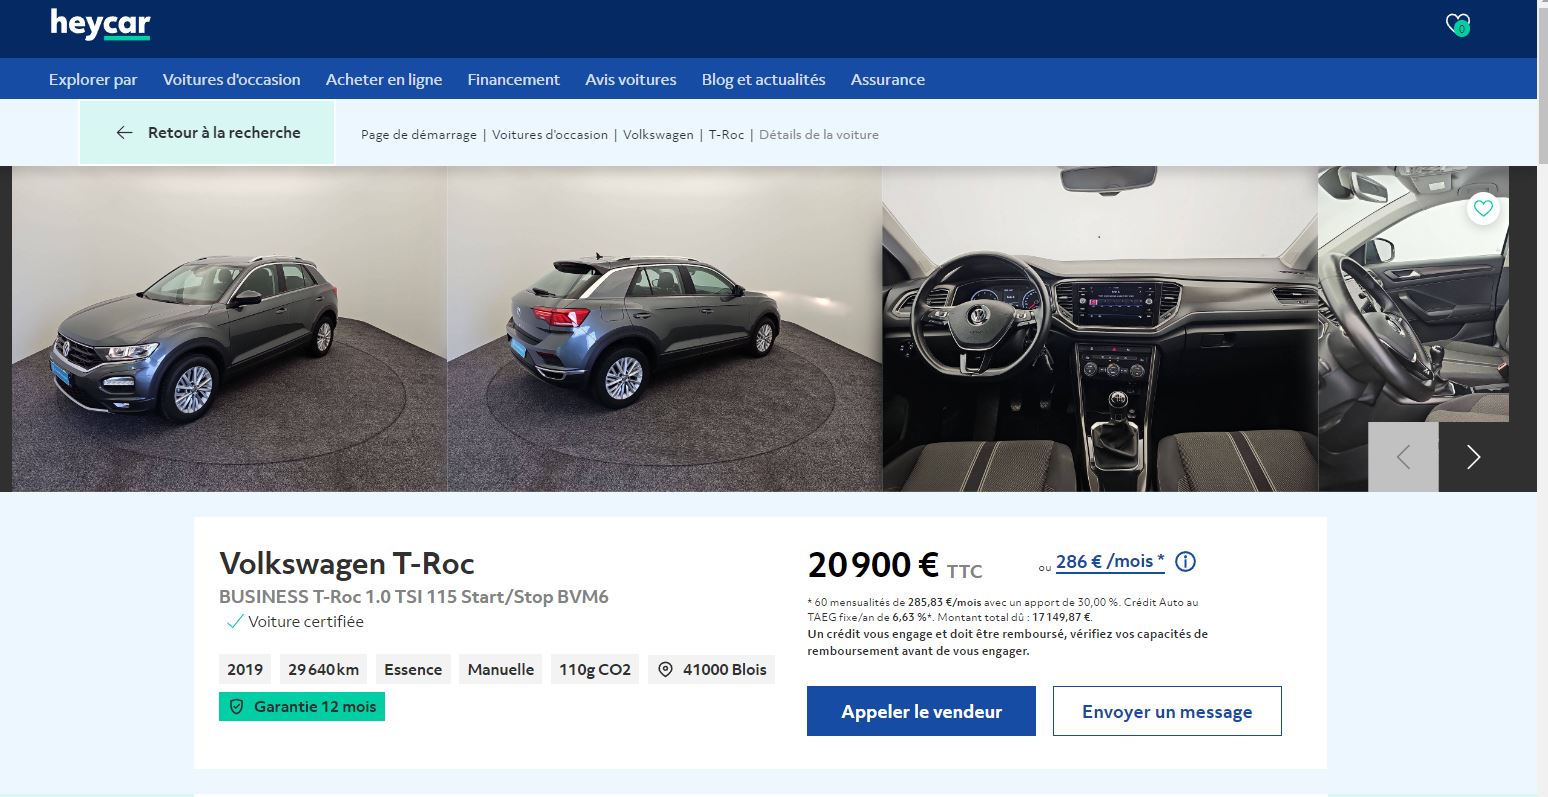 heycar
0
Explorer par Voitures d'occasion Acheter en ligne Financement Avis voitures Blog et actualités Assurance
Retour à la recherche
Page de démarrage | Voitures d'occasion | Volkswagen | T-Roc | Détails de la voiture
Volkswagen T-Roc
BUSINESS T-Roc 1.0 TSI 115 Start/Stop BVM6
Voiture certifiée
2019 29 640 km Essence Manuelle 110g CO2 41000 Blois
Garantie 12 mois
20 900 € TTC ou 286 € /mois *
* 60 mensualités de 285,83 €/mois avec un apport de 30,00 %. Crédit Auto au
TAEG fixe/an de 6,63 %*. Montant total dû : 17 149,87 €.
Un crédit vous engage et doit être remboursé, vérifiez vos capacités de
remboursement avant de vous engager.
Appeler le vendeur Envoyer un message